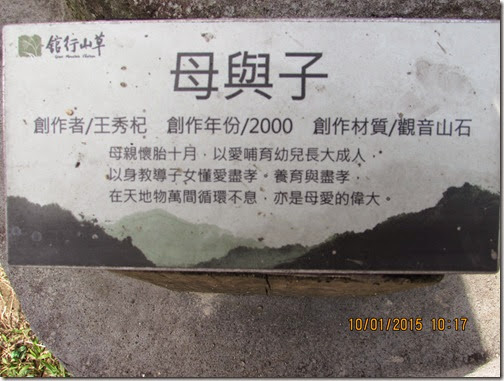 草山行館
母與子
創作者/王秀杞 創作年份/2000 創作材質/觀音山石
母親懷胎十月，以愛哺育幼兒長大成人，
以身教導子女懂愛盡孝。養育與盡孝，
在天地物萬間循環不息，亦是母愛的偉大。
10/01/2015 10:17